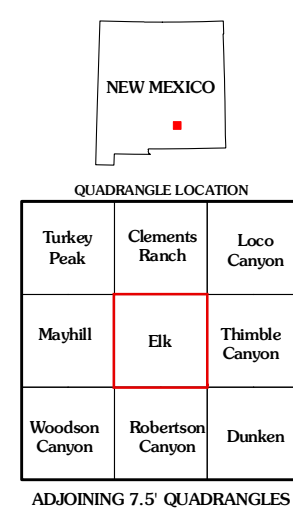 NEW MEXICO
QUADRANGLE LOCATION
Turkey
Peak
Clements
Ranch
Loco
Canyon
Mayhill
Elk
Thimble
Canyon
Woodson
Canyon
Robertson
Canyon
Dunken
ADJOINING 7.5' QUADRANGLES